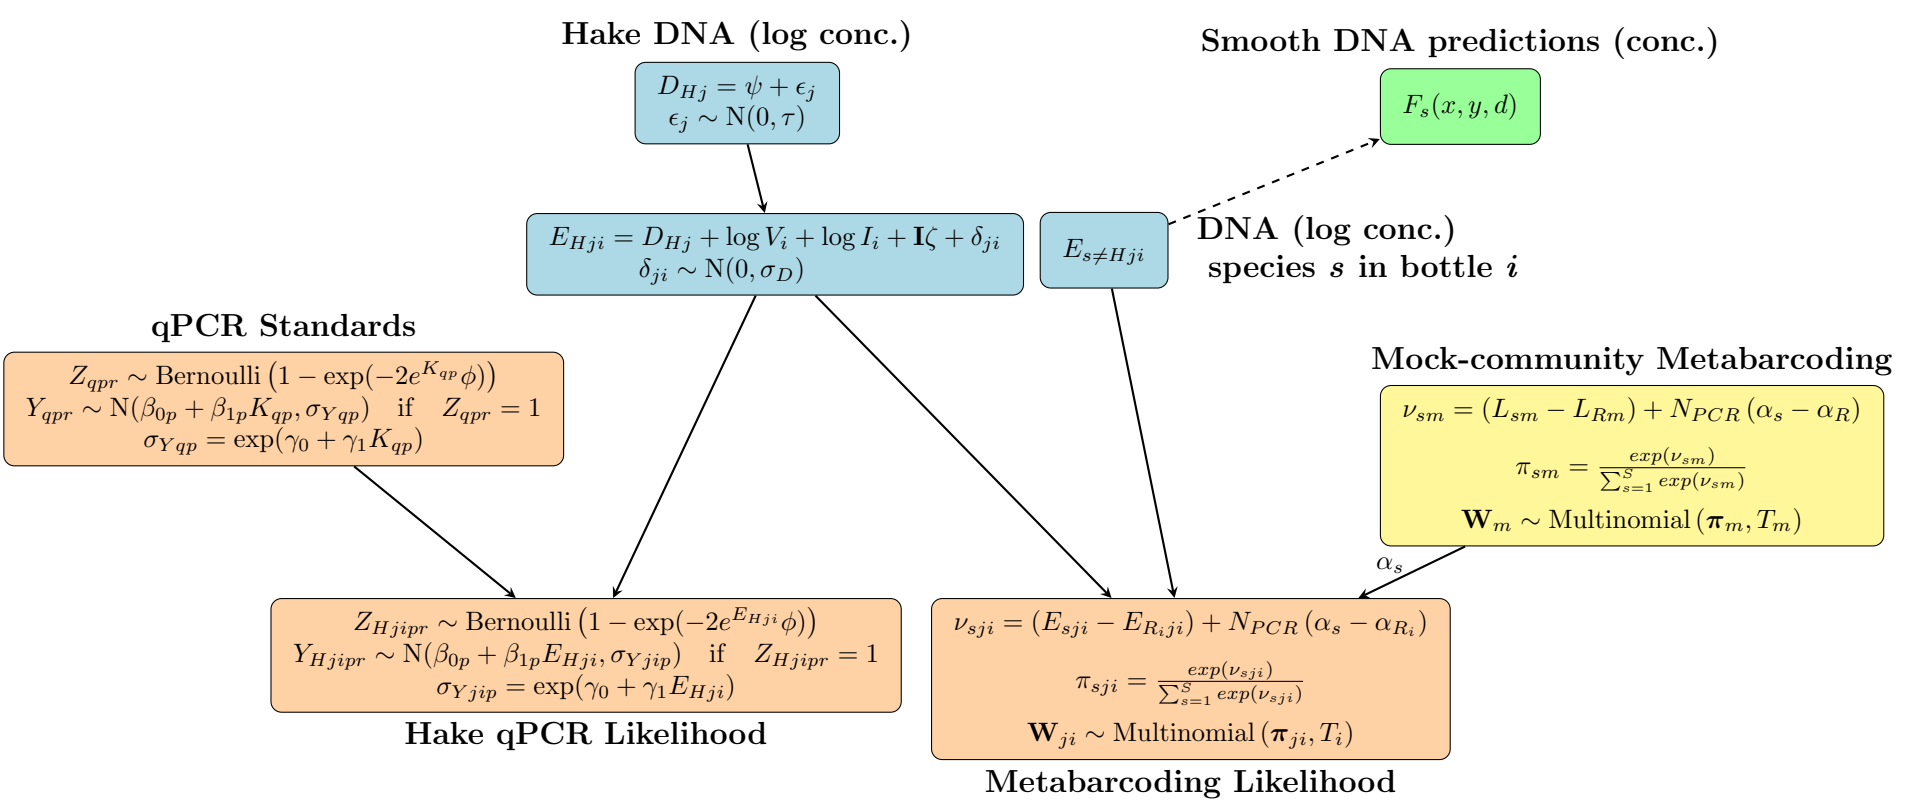 Hake DNA (log conc.)
D_{Hj} = ψ + ϵ_j
ϵ_j ∼ N(0, τ)
Smooth DNA predictions (conc.)
F_s(x, y, d)
E_{Hji} = D_{Hj} + log V_i + log I_i + Iζ + δ_{ji}
δ_{ji} ∼ N(0, σ_D)
E_{s≠Hji}
DNA (log conc.)
species s in bottle i
qPCR Standards
Z_{qpr} ∼ Bernoulli (1 − exp(−2e^{K_{qp}}ϕ))
Y_{qpr} ∼ N(β_{0p} + β_{1p}K_{qp}, σ_{Yqp}) if Z_{qpr} = 1
σ_{Yqp} = exp(γ_0 + γ_1K_{qp})
Mock-community Metabarcoding
ν_{sm} = (L_{sm} − L_{Rm}) + N_{PCR} (α_s − α_R)
π_{sm} = \frac{exp(ν_{sm})}{∑_{s=1}^{S} exp(ν_{sm})}
W_m ∼ Multinomial (π_m, T_m)
α_s
Z_{Hjipr} ∼ Bernoulli (1 − exp(−2e^{E_{Hji}}ϕ))
Y_{Hjipr} ∼ N(β_{0p} + β_{1p}E_{Hji}, σ_{Yjip}) if Z_{Hjipr} = 1
σ_{Yjip} = exp(γ_0 + γ_1E_{Hji})
Hake qPCR Likelihood
ν_{sji} = (E_{sji} − E_{R_iji}) + N_{PCR} (α_s − α_{R_i})
π_{sji} = \frac{exp(ν_{sji})}{∑_{s=1}^{S} exp(ν_{sji})}
W_{ji} ∼ Multinomial (π_{ji}, T_i)
Metabarcoding Likelihood